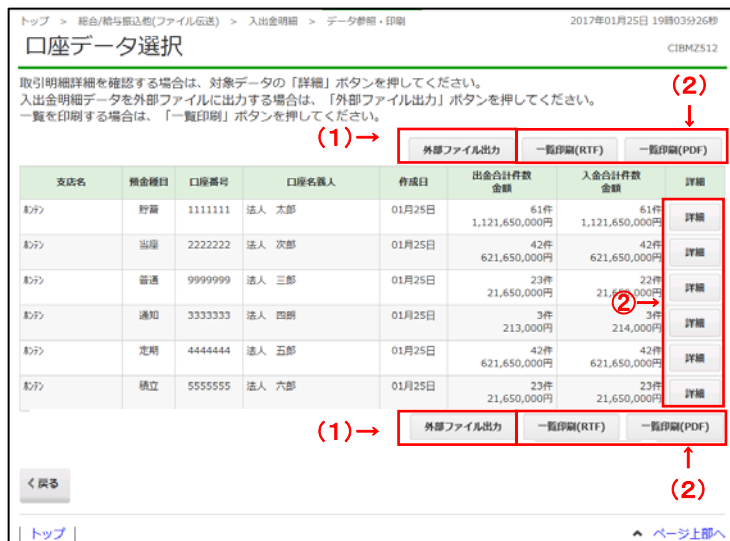 トップ > 総合/給与振込他(ファイル伝送) > 入出金明細 > データ参照・印刷 2017年01月25日 19時03分26秒
口座データ選択 CIBMZ512
取引明細詳細を確認する場合は、対象データの「詳細」ボタンを押してください。
入出金明細データを外部ファイルに出力する場合は、「外部ファイル出力」ボタンを押してください。
一覧を印刷する場合は、「一覧印刷」ボタンを押してください。
(2)
↓
(1)→ 外部ファイル出力 一覧印刷(RTF) 一覧印刷(PDF)
支店名 預金種目 口座番号 口座名義人 作成日 出金合計件数 入金合計件数 詳細
金額 金額
ﾎﾝﾃﾝ 貯蓄 1111111 法人 太郎 01月25日 61件 61件 詳細
1,121,650,000円 1,121,650,000円
ﾎﾝﾃﾝ 当座 2222222 法人 次郎 01月25日 42件 42件 詳細
621,650,000円 621,650,000円
ﾎﾝﾃﾝ 普通 9999999 法人 三郎 01月25日 23件 22件 詳細
21,650,000円 21,650,000円
②→
ﾎﾝﾃﾝ 通知 3333333 法人 四朗 01月25日 3件 3件 詳細
213,000円 214,000円
ﾎﾝﾃﾝ 定期 4444444 法人 五郎 01月25日 42件 42件 詳細
621,650,000円 621,650,000円
ﾎﾝﾃﾝ 積立 5555555 法人 六郎 01月25日 23件 23件 詳細
21,650,000円 21,650,000円
(1)→ 外部ファイル出力 一覧印刷(RTF) 一覧印刷(PDF)
↑
(2)
く戻る
トップ | ページ上部へ